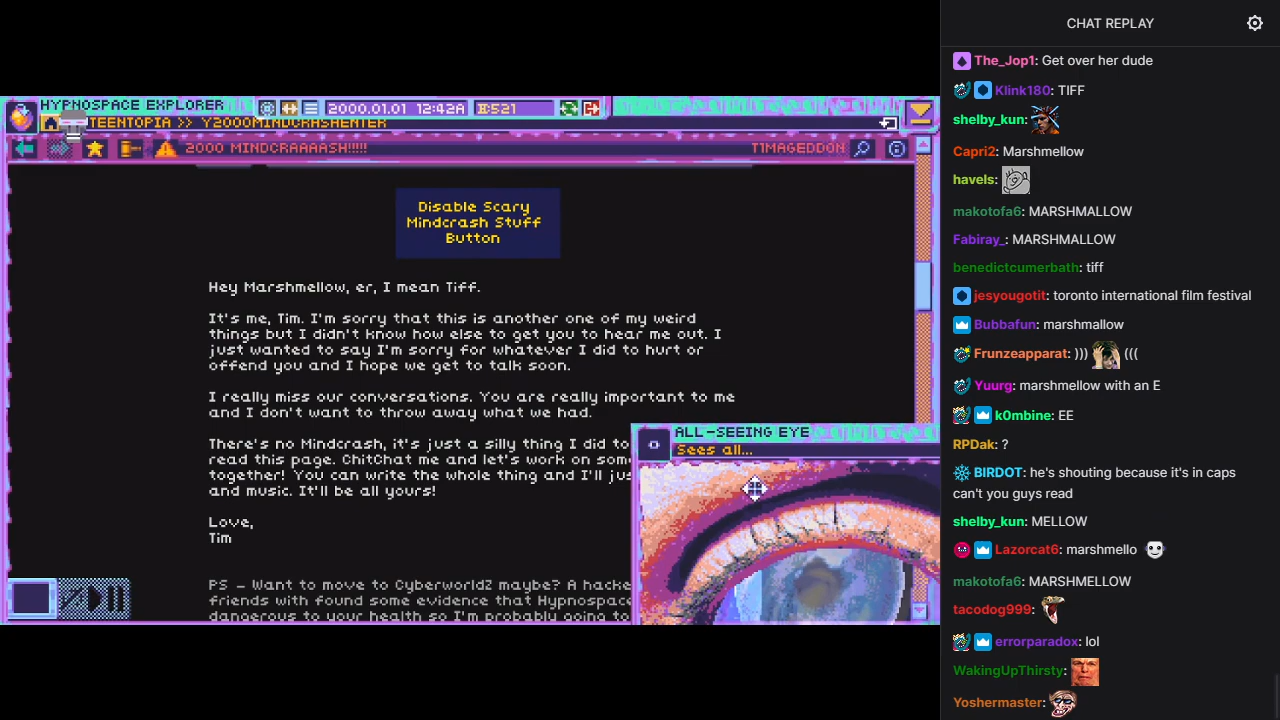 HYPNOSPACE EXPLORER
2000.01.01 12:42A
521
TEENTOPIA >> Y2000MINDCRASHENTER
2000 MINDCRAAAASH!!!!!
T1MAGEDDON
Disable Scary
Mindcrash Stuff
Button
Hey Marshmellow, er, I mean Tiff.
It's me, Tim. I'm sorry that this is another one of my weird
things but I didn't know how else to get you to hear me out. I
just wanted to say I'm sorry for whatever I did to hurt or
offend you and I hope we get to talk soon.
I really miss our conversations. You are really important to me
and I don't want to throw away what we had.
There's no Mindcrash, it's just a silly thing I did to
read this page. ChitChat me and let's work on som
together! You can write the whole thing and I'll jus
and music. It'll be all yours!
Love,
Tim
PS - Want to move to CyberworldZ maybe? A hacke
friends with found some evidence that Hypnospac
dangerous to your health so I'm probably going to
ALL-SEEING EYE
Sees all...
CHAT REPLAY
The_Jop1: Get over her dude
Klink180: TIFF
shelby_kun:
Capri2: Marshmellow
havels:
makotofa6: MARSHMALLOW
Fabiray_: MARSHMALLOW
benedictcumerbath: tiff
jesyougotit: toronto international film festival
Bubbafun: marshmallow
Frunzeapparat: ))) (((
Yuurg: marshmellow with an E
k0mbine: EE
RPDak: ?
BIRDOT: he's shouting because it's in caps
can't you guys read
shelby_kun: MELLOW
Lazorcat6: marshmello
makotofa6: MARSHMELLOW
tacodog999:
errorparadox: lol
WakingUpThirsty:
Yoshermaster: